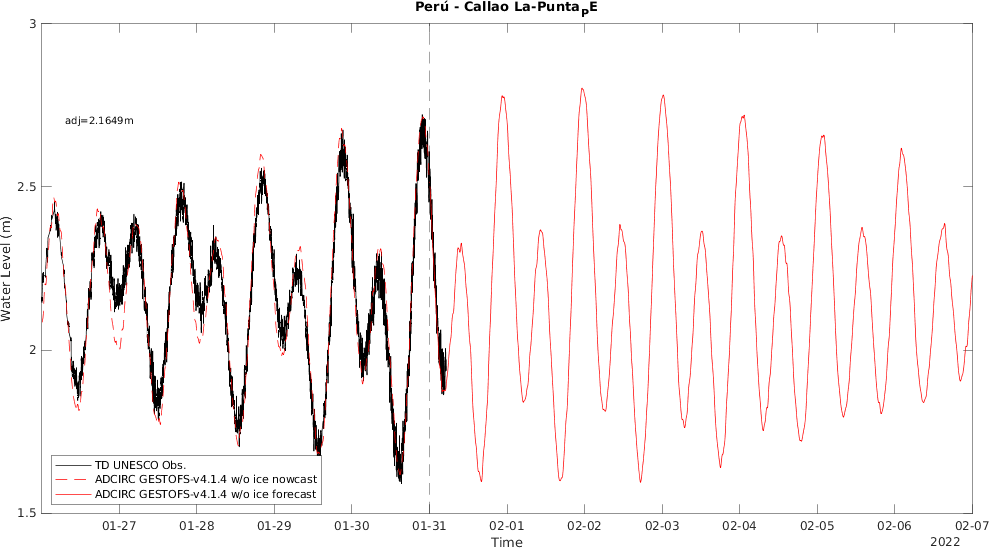 Perú - Callao La-PuntaPE
adj=2.1649m
Water Level (m)
3
2.5
2
1.5
TD UNESCO Obs.
ADCIRC GESTOFS-v4.1.4 w/o ice nowcast
ADCIRC GESTOFS-v4.1.4 w/o ice forecast
01-27 01-28 01-29 01-30 01-31 02-01 02-02 02-03 02-04 02-05 02-06 02-07
Time
2022